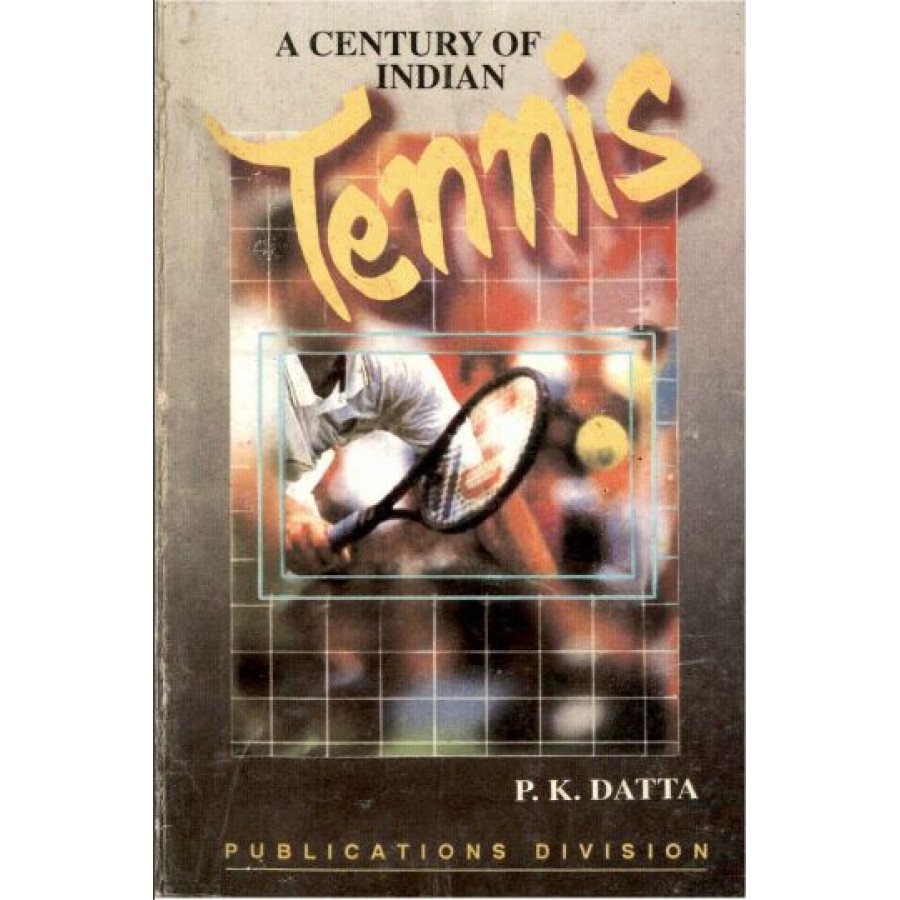 A CENTURY OF
INDIAN
Tennis
P. K. DATTA
PUBLICATIONS DIVISION